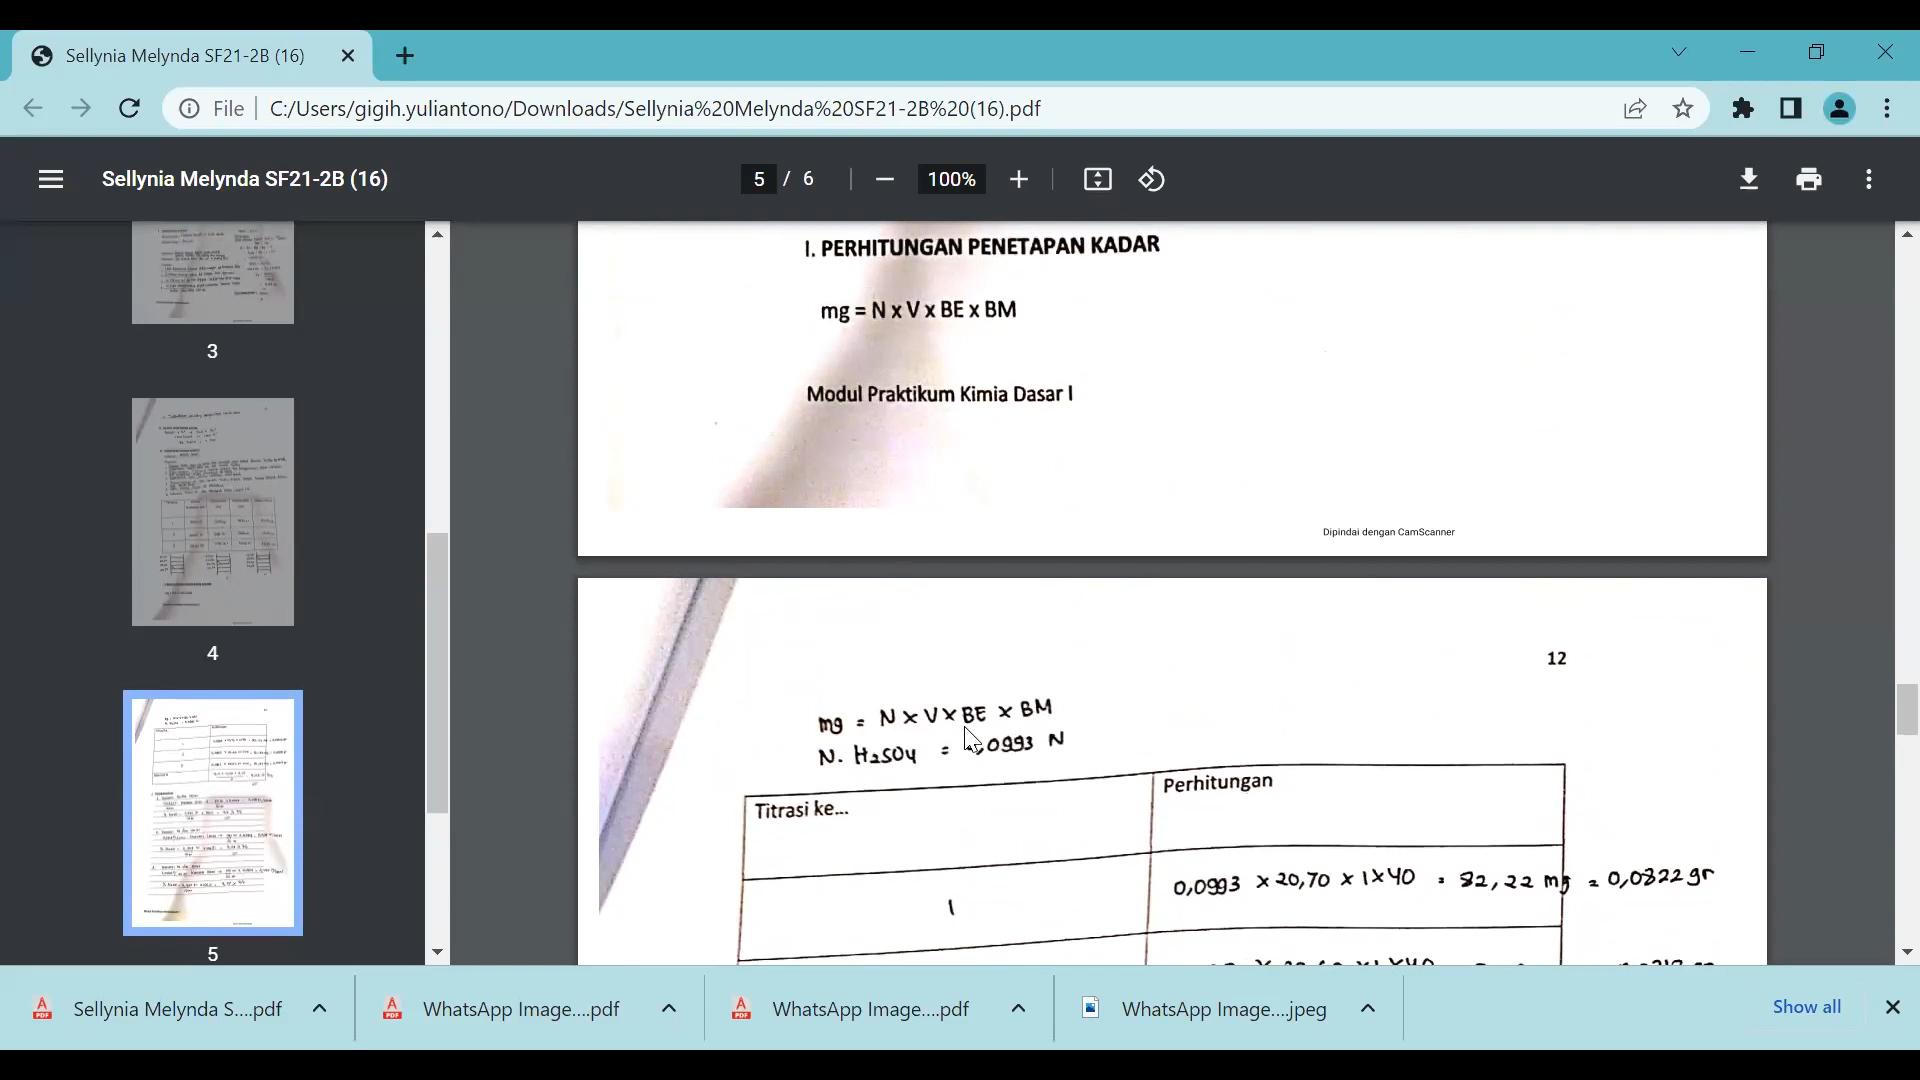 Sellynia Melynda SF21-2B (16)
File
C:/Users/gigih.yuliantono/Downloads/Sellynia%20Melynda%20SF21-2B%20(16).pdf
Sellynia Melynda SF21-2B (16)
5 / 6
100%
3
4
5
I. PERHITUNGAN PENETAPAN KADAR
mg = N x V x BE x BM
Modul Praktikum Kimia Dasar I
Dipindai dengan CamScanner
12
mg = N x V x BE x BM
N. H2SO4 = ,0993 N
Titrasi ke...
Perhitungan
1
0,0993 x 20,70 x 1 x 40 = 82,22 mg = 0,0822 gr
Sellynia Melynda S....pdf
WhatsApp Image....pdf
WhatsApp Image....pdf
WhatsApp Image....jpeg
Show all